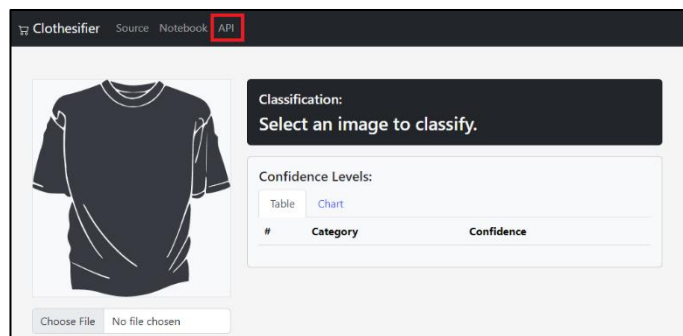 Clothesifier Source Notebook API
Classification:
Select an image to classify.
Confidence Levels:
Table Chart
# Category Confidence
Choose File No file chosen